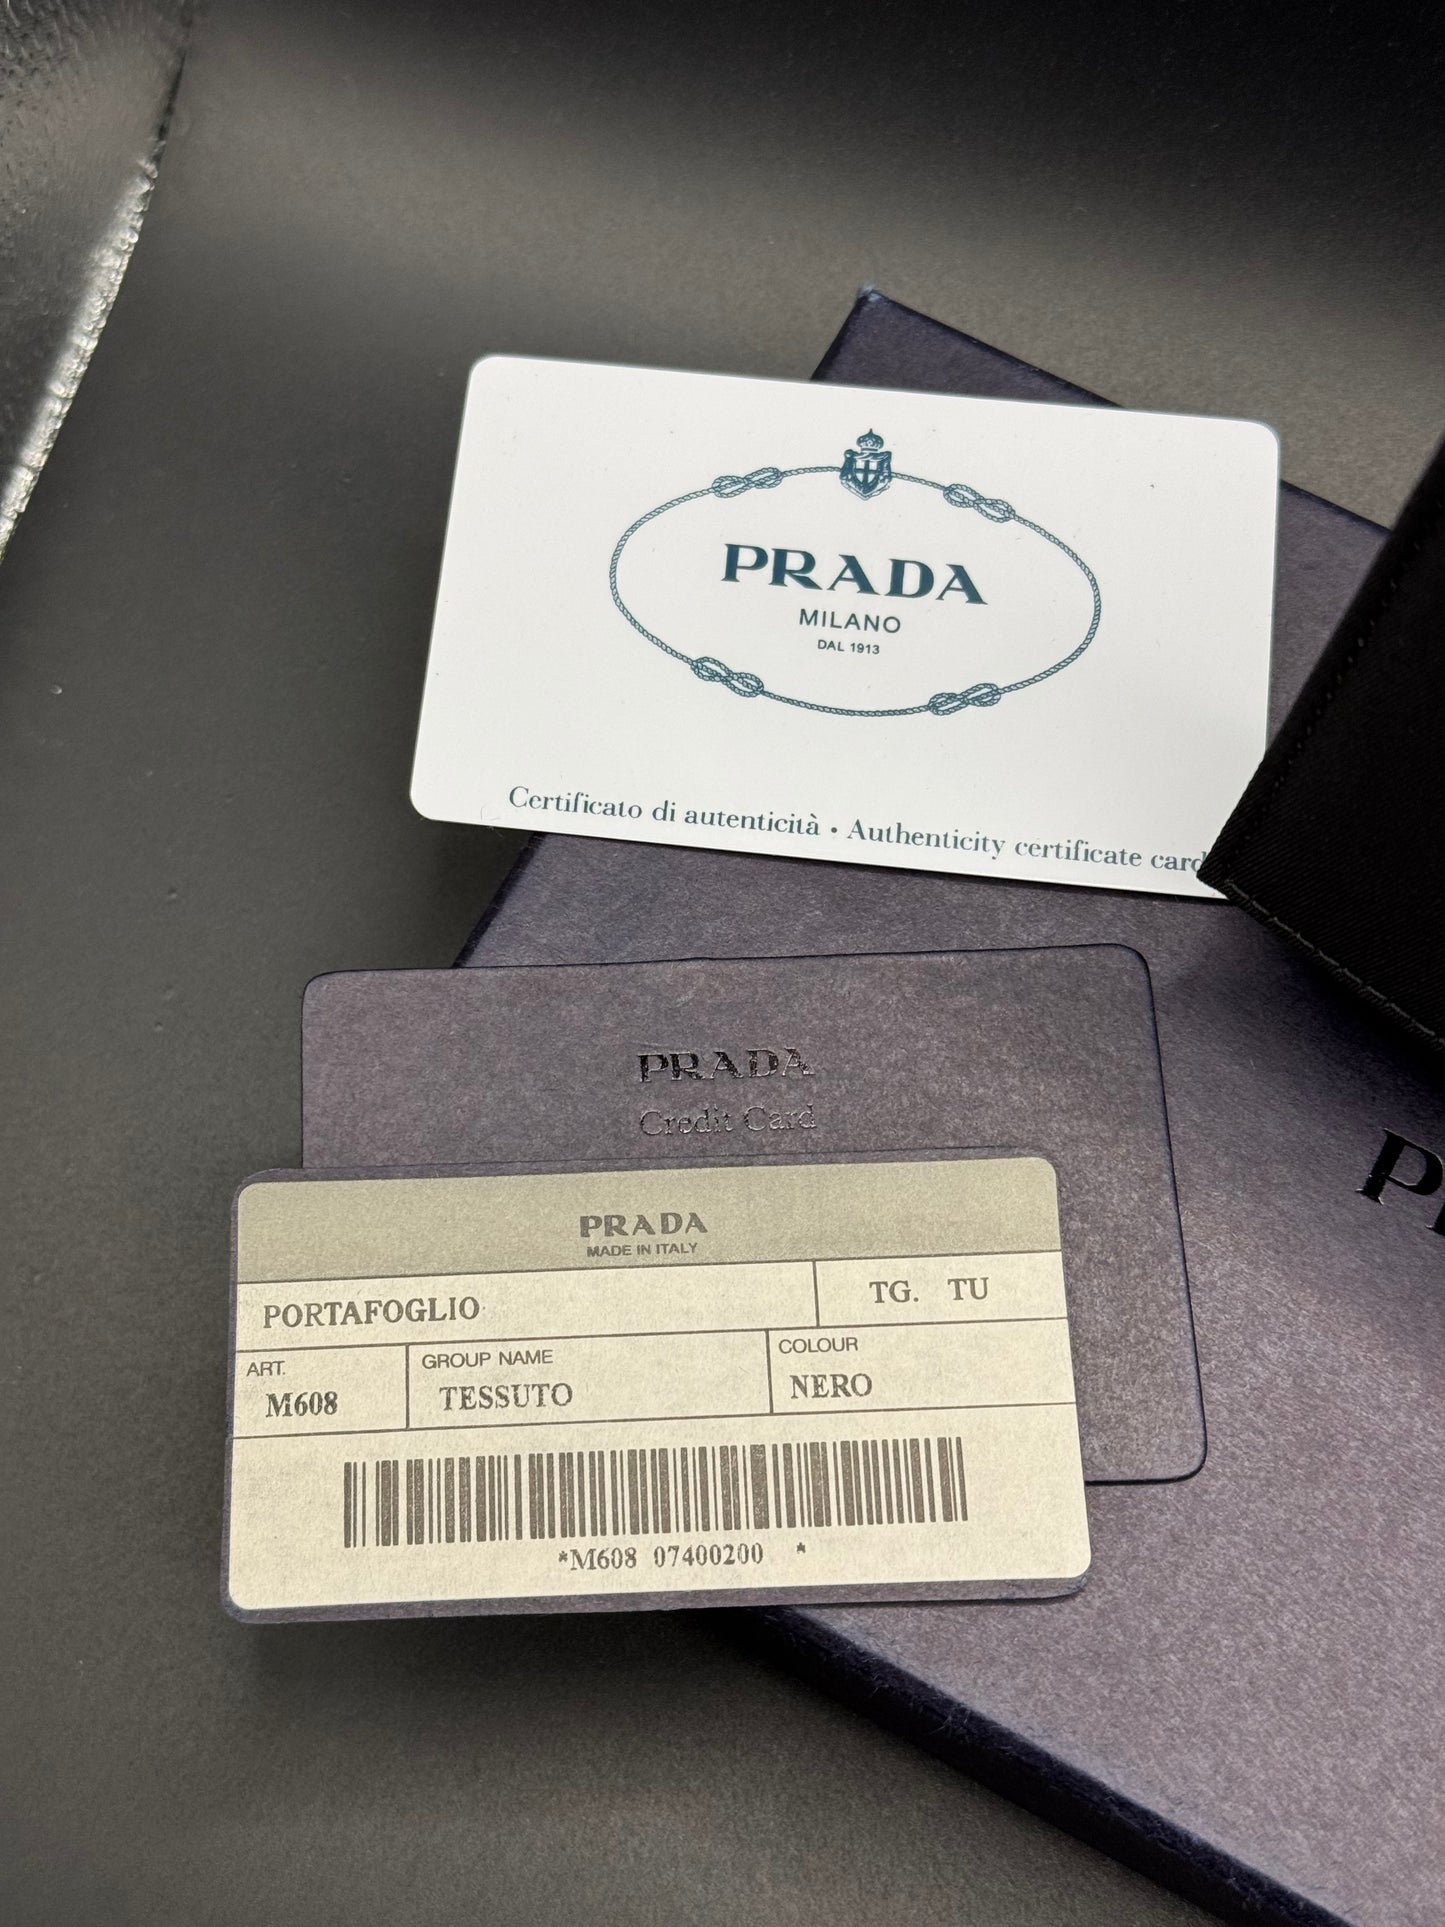 PRADA
MILANO
DAL 1913
Certificato di autenticità • Authenticity certificate card
PRADA
Credit Card
PRADA
MADE IN ITALY
PORTAFOGLIO
TG. TU
ART.
M608
GROUP NAME
TESSUTO
COLOUR
NERO
*M608 07400200 *